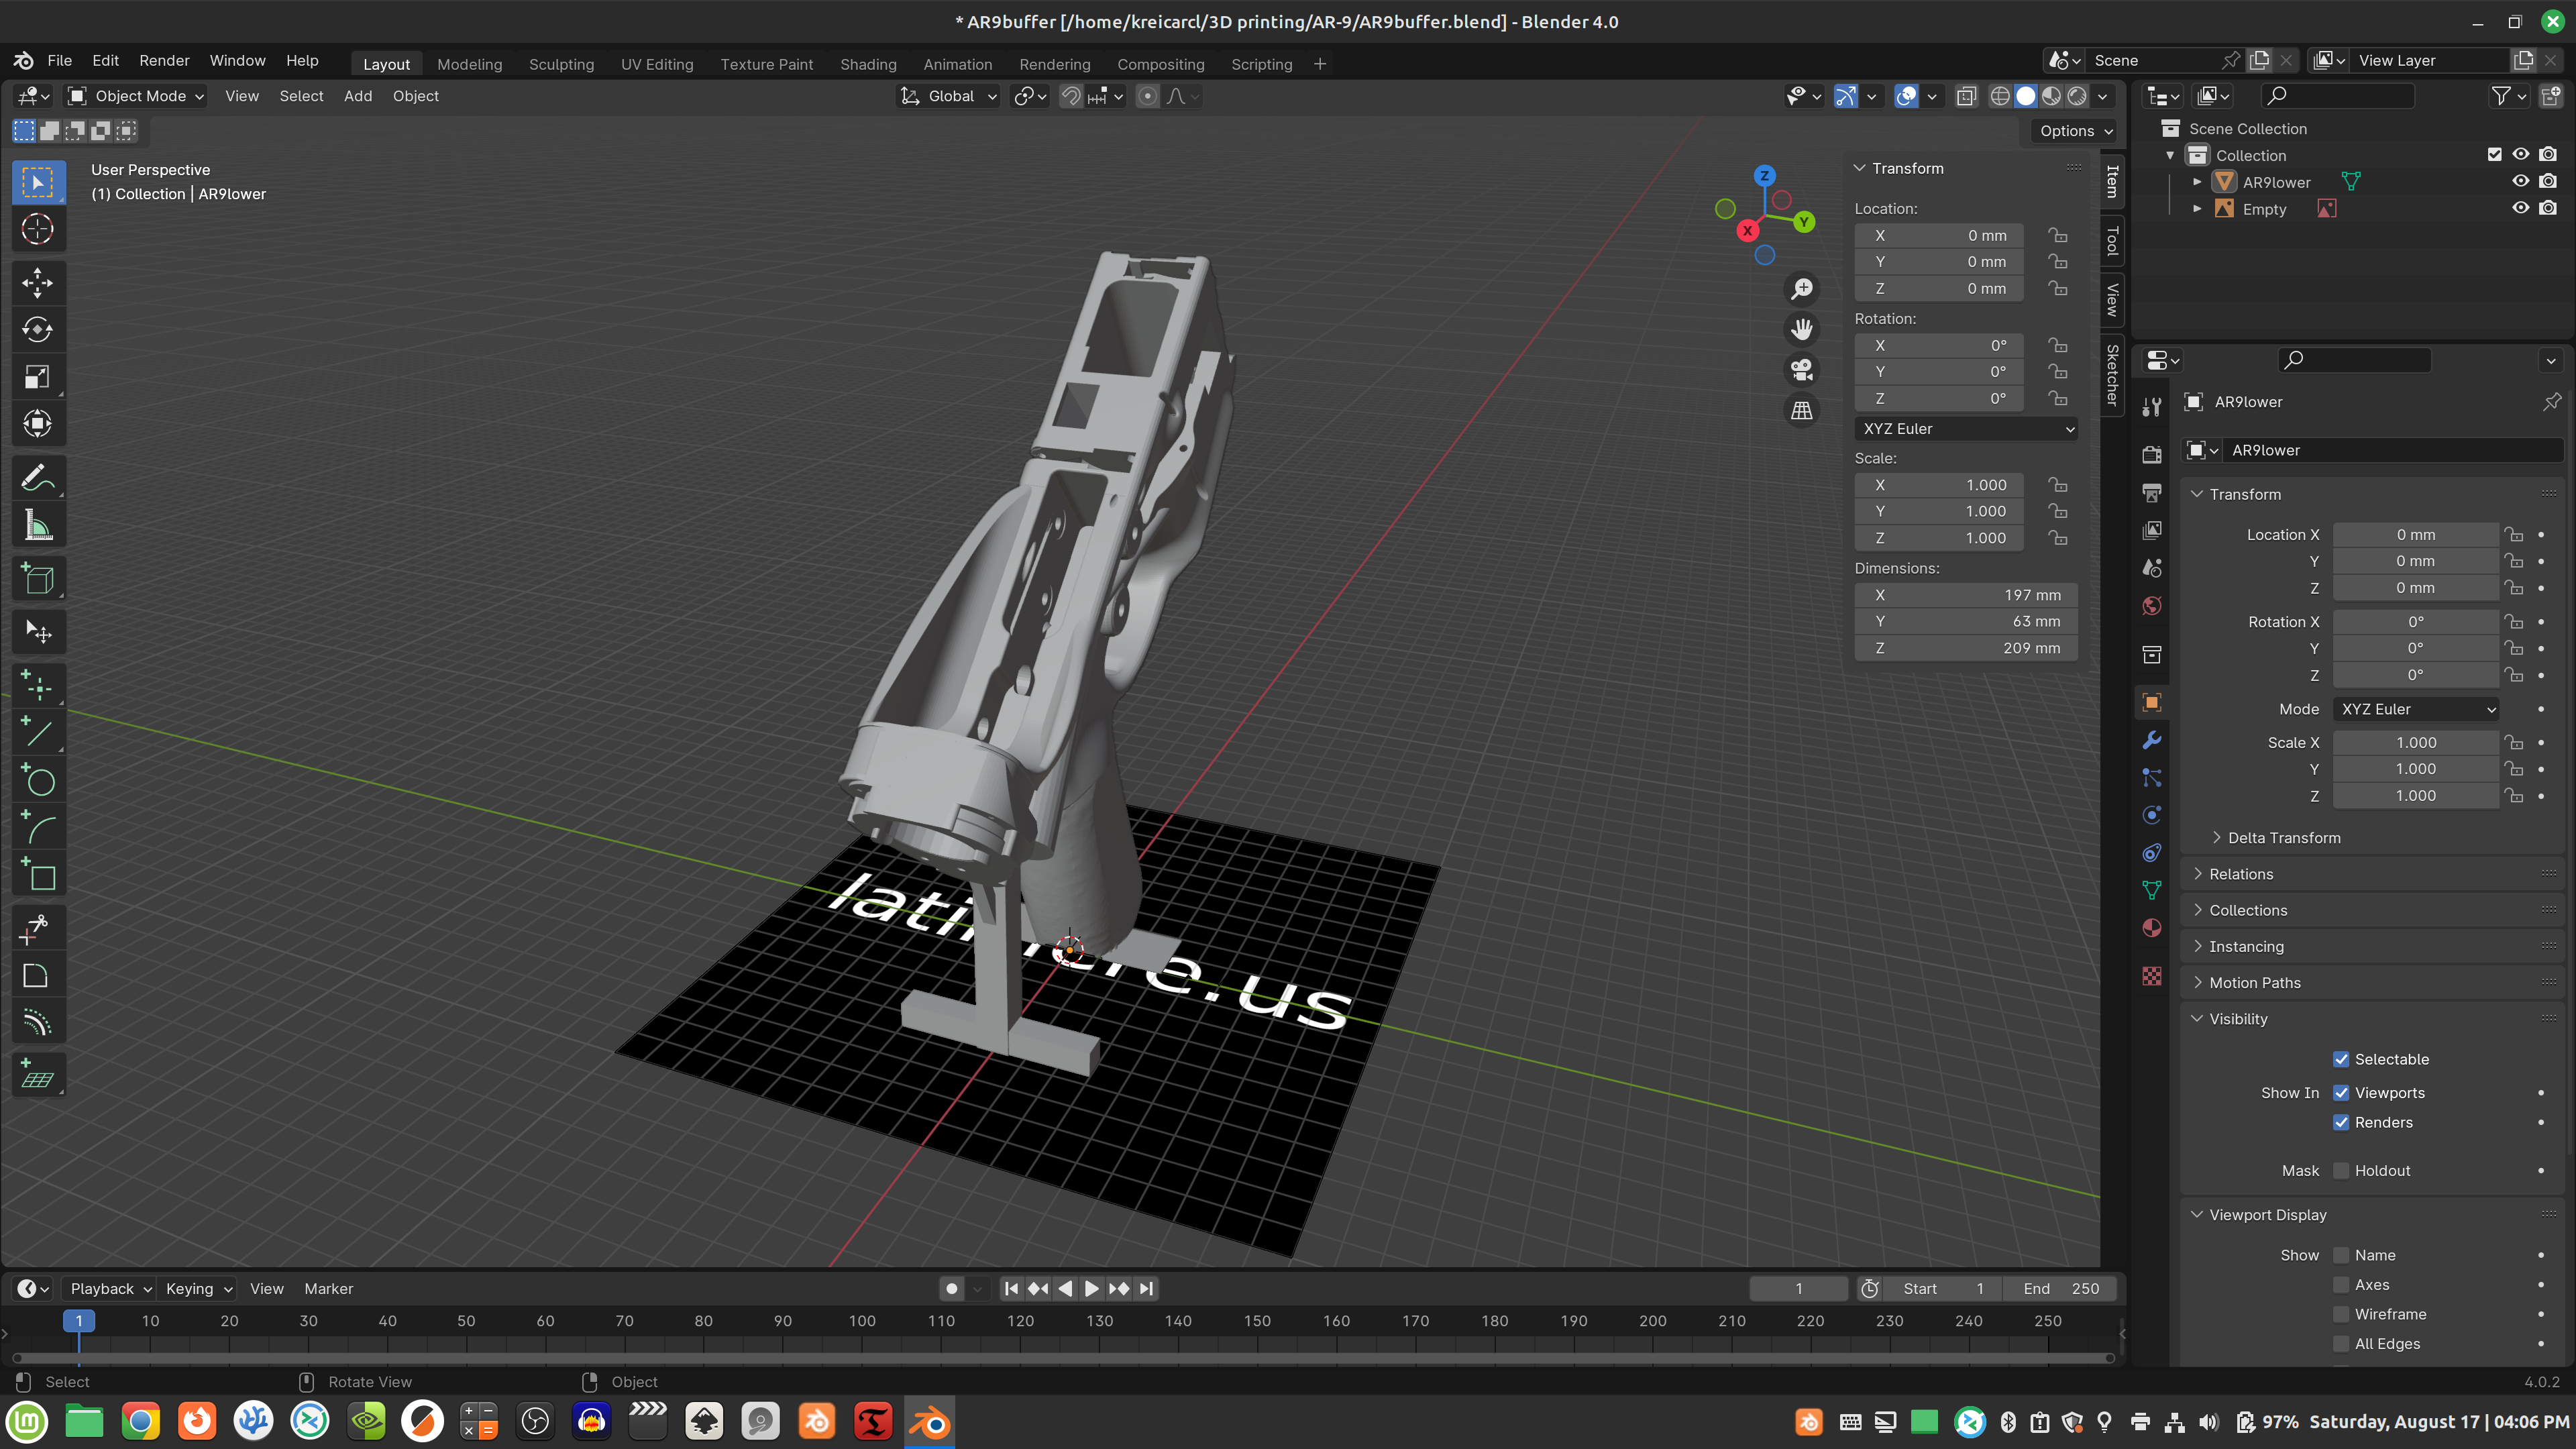 * AR9buffer [/home/kreicarcl/3D printing/AR-9/AR9buffer.blend] - Blender 4.0
File Edit Render Window Help Layout Modeling Sculpting UV Editing Texture Paint Shading Animation Rendering Compositing Scripting + Scene View Layer
Object Mode View Select Add Object Global
Options
User Perspective
(1) Collection | AR9lower
Z
Y
X
Transform
Location:
X 0 mm
Y 0 mm
Z 0 mm
Rotation:
X 0°
Y 0°
Z 0°
XYZ Euler
Scale:
X 1.000
Y 1.000
Z 1.000
Dimensions:
X 197 mm
Y 63 mm
Z 209 mm
Item
Tool
View
Sketcher
Scene Collection
Collection
AR9lower
Empty
AR9lower
AR9lower
Transform
Location X 0 mm
Y 0 mm
Z 0 mm
Rotation X 0°
Y 0°
Z 0°
Mode XYZ Euler
Scale X 1.000
Y 1.000
Z 1.000
Delta Transform
Relations
Collections
Instancing
Motion Paths
Visibility
Selectable
Show In Viewports
Renders
Mask Holdout
Viewport Display
Show Name
Axes
Wireframe
All Edges
.us
Playback Keying View Marker 1 Start 1 End 250
1 10 20 30 40 50 60 70 80 90 100 110 120 130 140 150 160 170 180 190 200 210 220 230 240 250
Select Rotate View Object 4.0.2
97% Saturday, August 17 | 04:06 PM